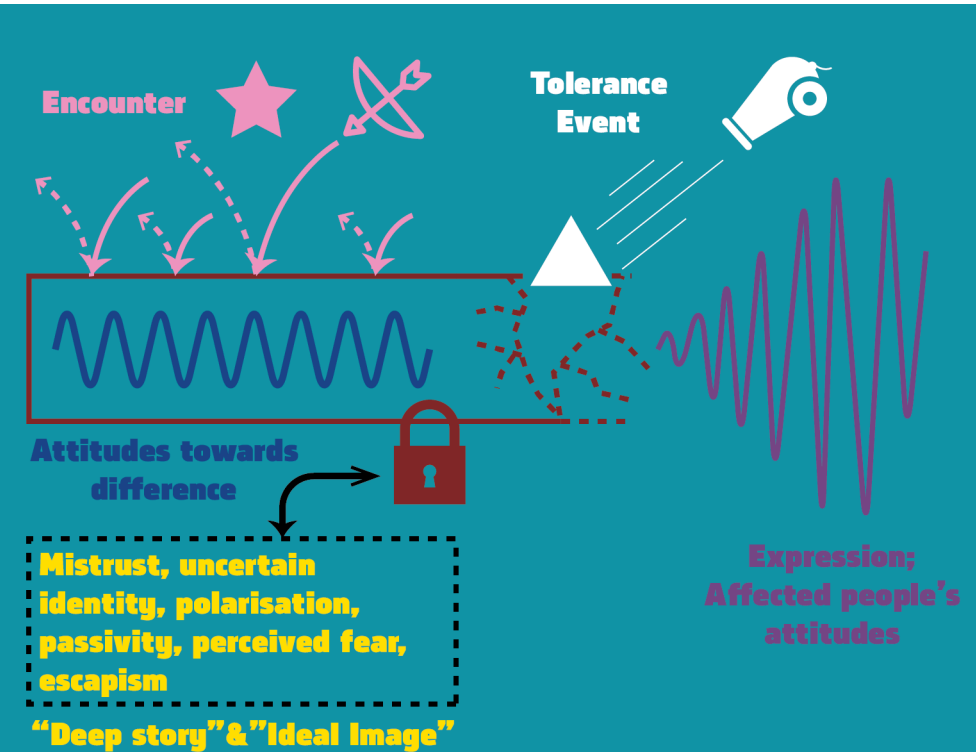 Encounter
Tolerance
Event
Attitudes towards
difference
Mistrust, uncertain
identity, polarisation,
passivity, perceived fear,
escapism
“Deep story”&”Ideal Image”
Expression;
Affected people’s
attitudes